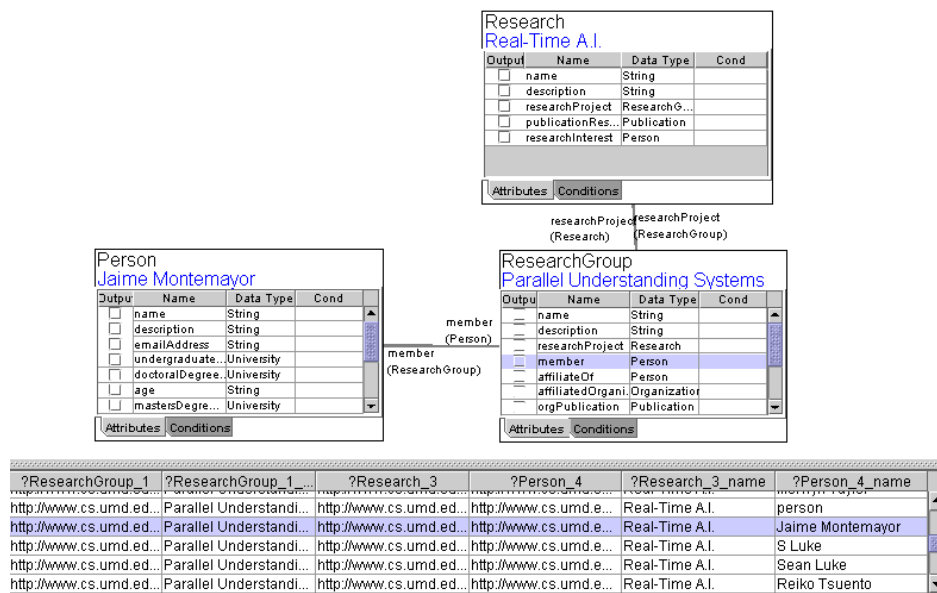 Research
Real-Time A.I.
Output Name Data Type Cond
name String
description String
researchProject ResearchG...
publicationRes... Publication
researchInterest Person
Attributes Conditions
researchProject researchProject
(Research) (ResearchGroup)
Person
Jaime Montemayor
Outpu Name Data Type Cond
name String
description String
emailAddress String
undergraduate... University
doctoralDegree... University
age String
mastersDegre... University
Attributes Conditions
member
(Person)
member
(ResearchGroup)
ResearchGroup
Parallel Understanding Systems
Outpu Name Data Type Cond
name String
description String
researchProject Research
member Person
affiliateOf Person
affiliatedOrgani. Organization
orgPublication Publication
Attributes Conditions
?ResearchGroup_1 ?ResearchGroup_1_... ?Research_3 ?Person_4 ?Research_3_name ?Person_4_name
http://www.cs.umd.ed... Parallel Understandi... http://www.cs.umd.ed... http://www.cs.umd.e... Real-Time A.I. person
http://www.cs.umd.ed... Parallel Understandi... http://www.cs.umd.ed... http://www.cs.umd.e... Real-Time A.I. Jaime Montemayor
http://www.cs.umd.ed... Parallel Understandi... http://www.cs.umd.ed... http://www.cs.umd.e... Real-Time A.I. S Luke
http://www.cs.umd.ed... Parallel Understandi... http://www.cs.umd.ed... http://www.cs.umd.e... Real-Time A.I. Sean Luke
http://www.cs.umd.ed... Parallel Understandi... http://www.cs.umd.ed... http://www.cs.umd.e... Real-Time A.I. Reiko Tsuento